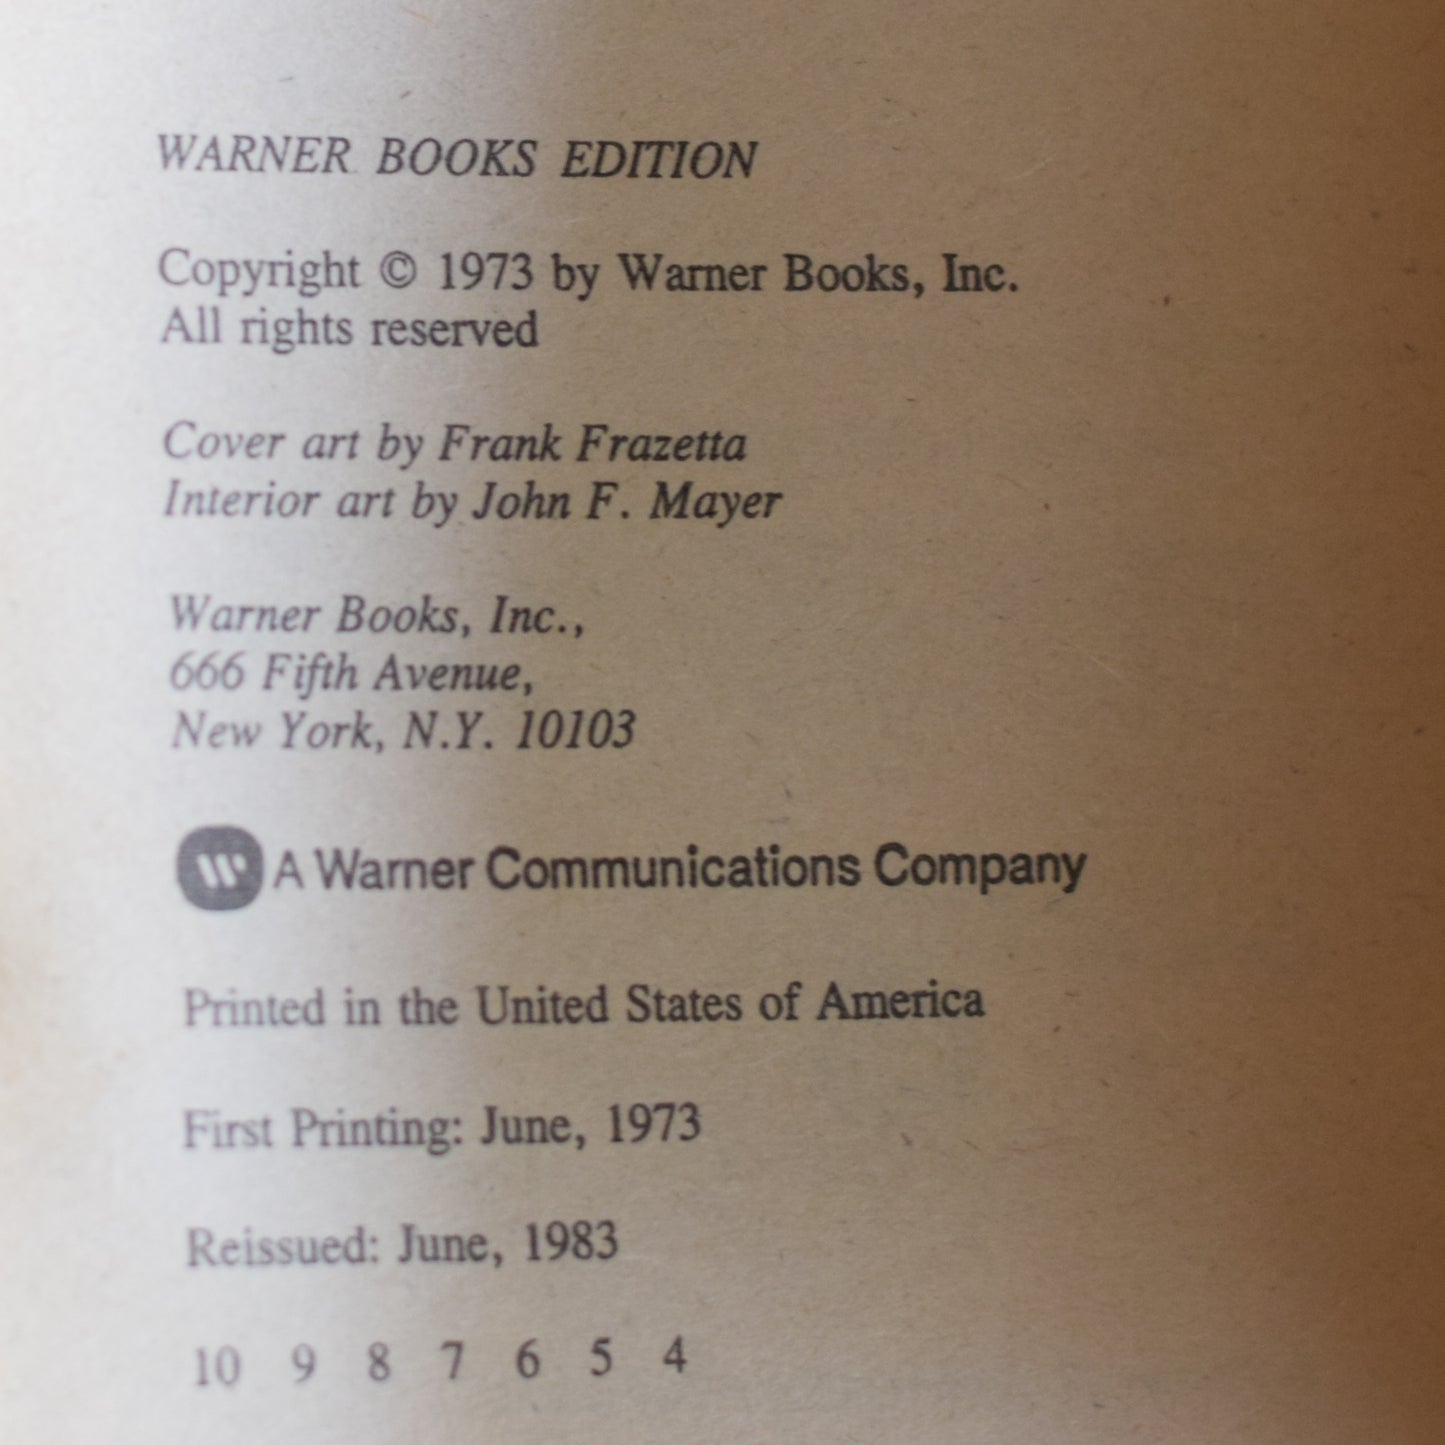 WARNER BOOKS EDITION
Copyright © 1973 by Warner Books, Inc.
All rights reserved
Cover art by Frank Frazetta
Interior art by John F. Mayer
Warner Books, Inc.,
666 Fifth Avenue,
New York, N.Y. 10103
A Warner Communications Company
Printed in the United States of America
First Printing: June, 1973
Reissued: June, 1983
10 9 8 7 6 5 4